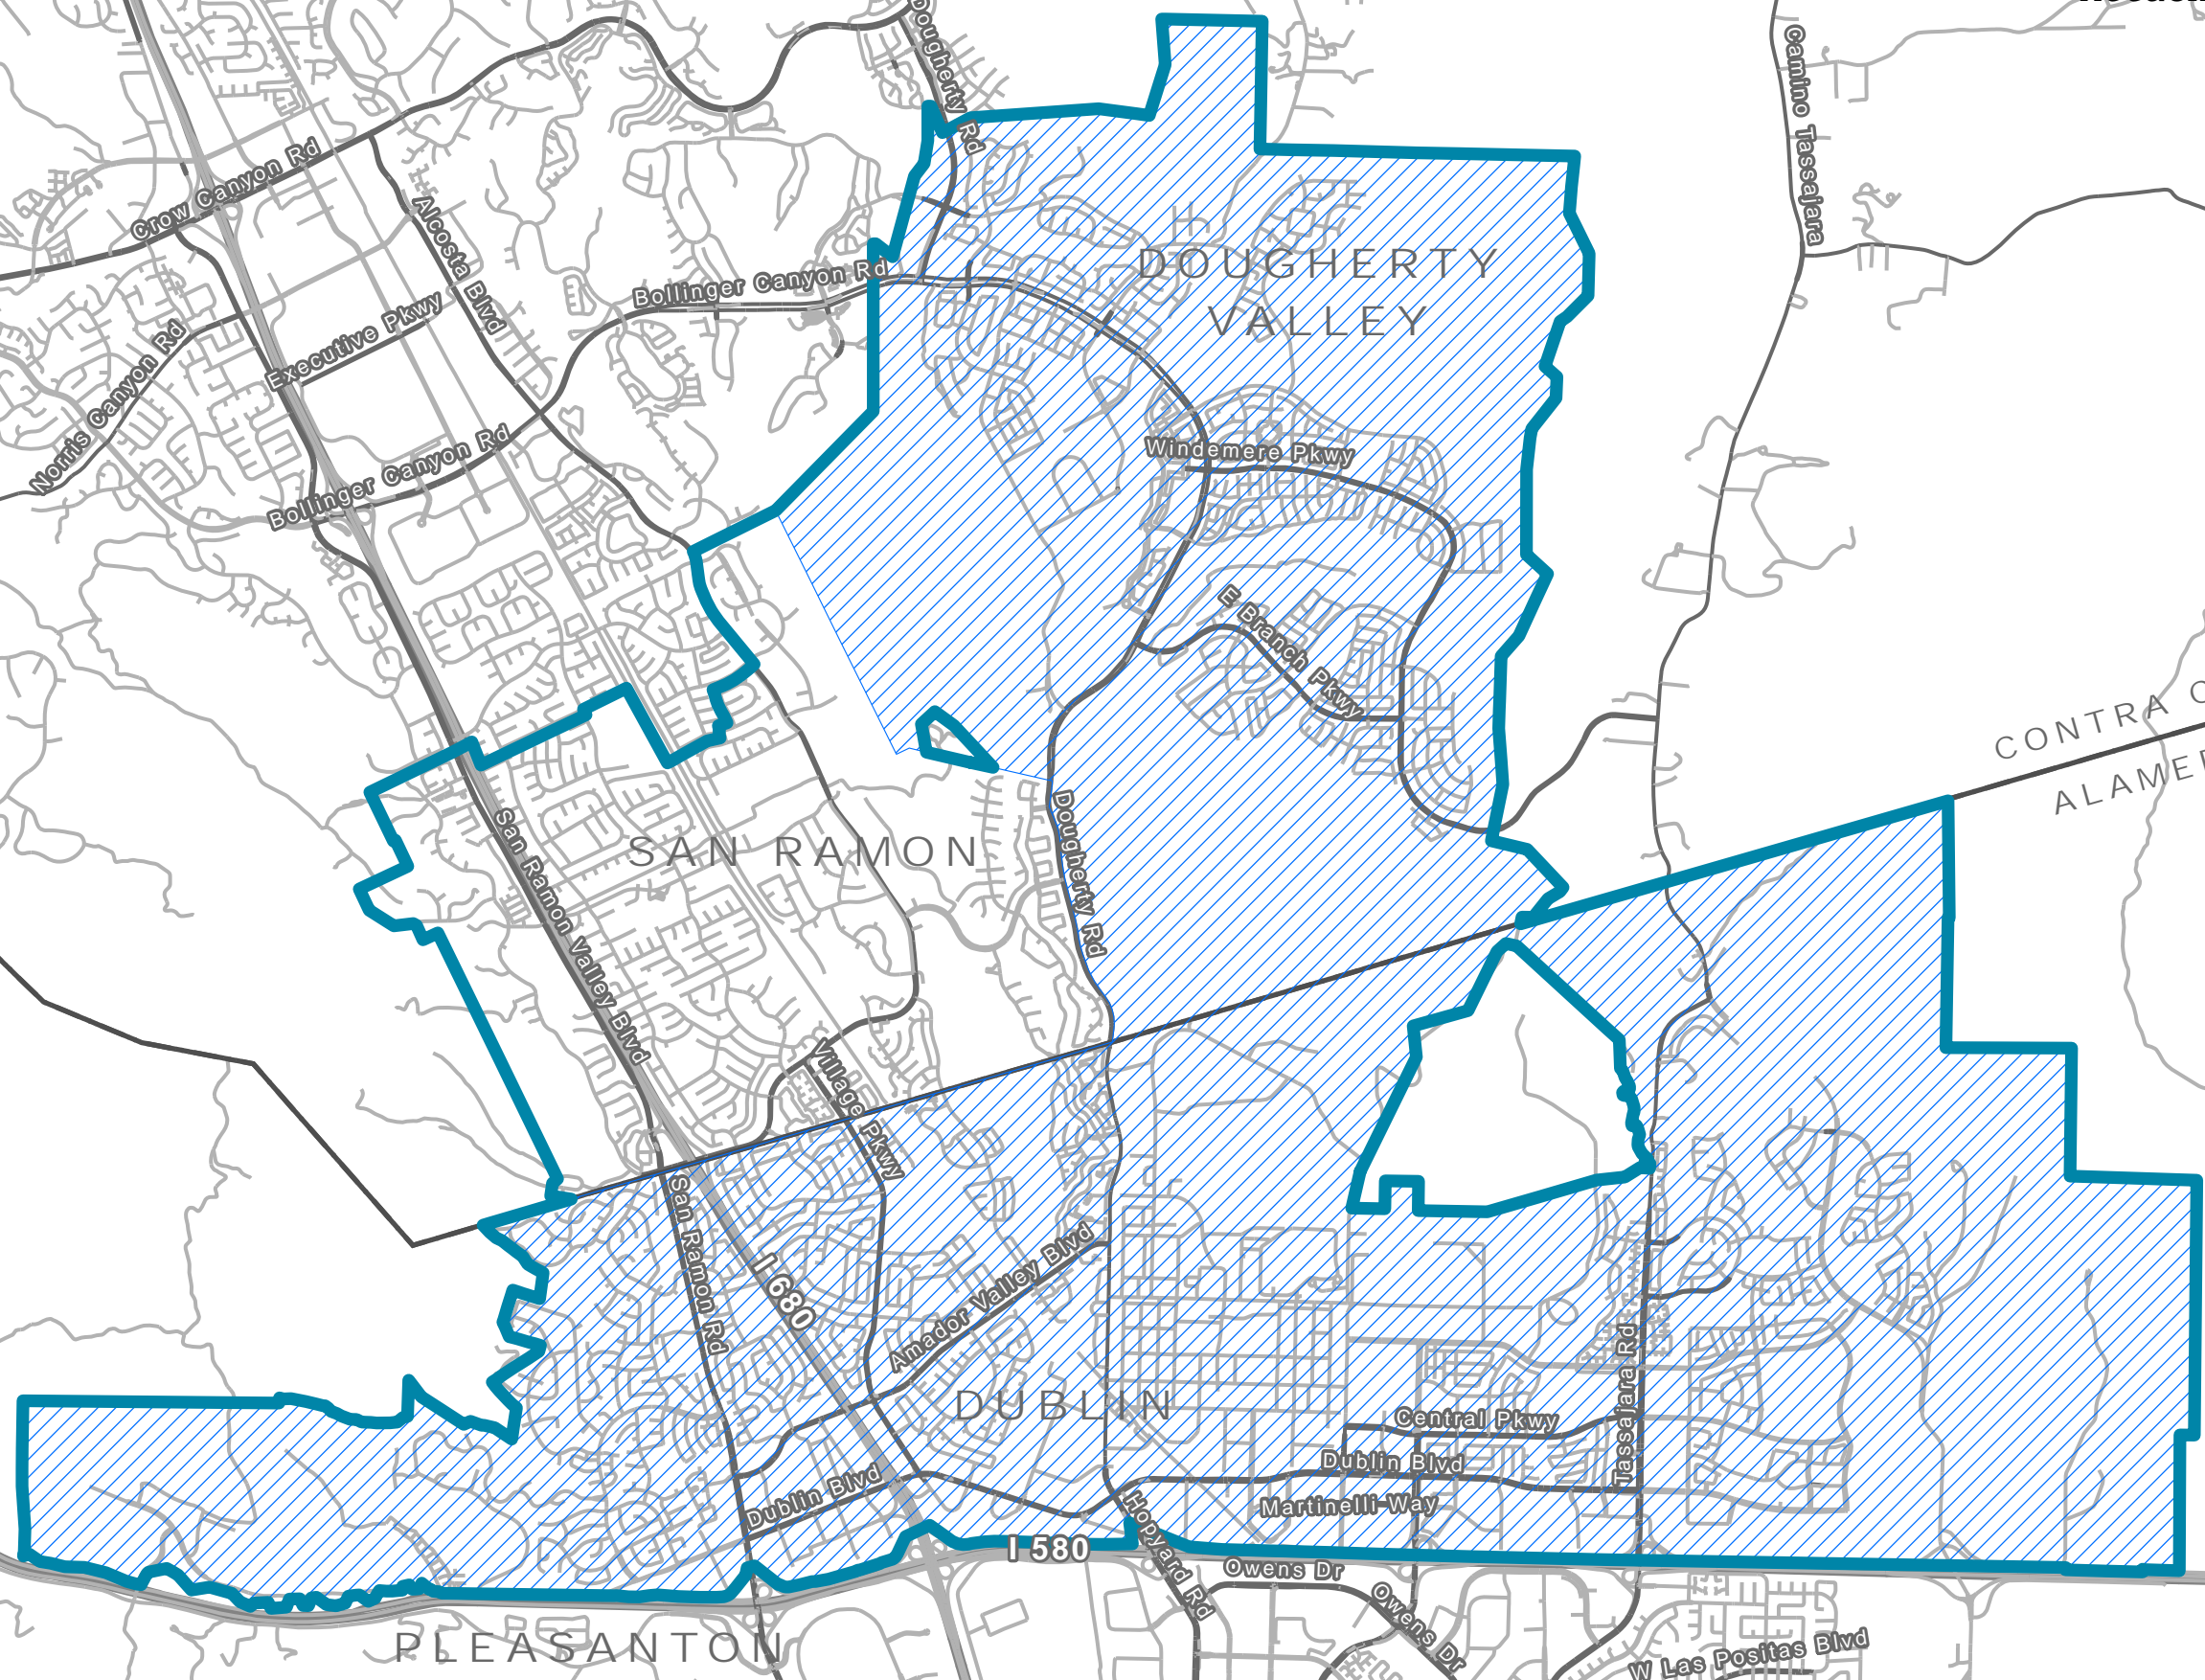 Dougherty
Rd
Camino Tassajara
Crow Canyon Rd
Alcosta Blvd
DOUGHERTY
VALLEY
Bollinger Canyon Rd
Executive Pkwy
Norris Canyon Rd
Bollinger Canyon Rd
Windemere Pkwy
E Branch Pkwy
CONTRA C
ALAME
SAN RAMON
San Ramon Valley Blvd
Dougherty Rd
Village Pkwy
San Ramon Rd
I 680
Amador Valley Blvd
DUBLIN
Tassajara Rd
Central Pkwy
Dublin Blvd
Dublin Blvd
Martinelli Way
Hopyard Rd
I 580
Owens Dr
Owens Dr
PLEASANTON
W Las Positas Blvd